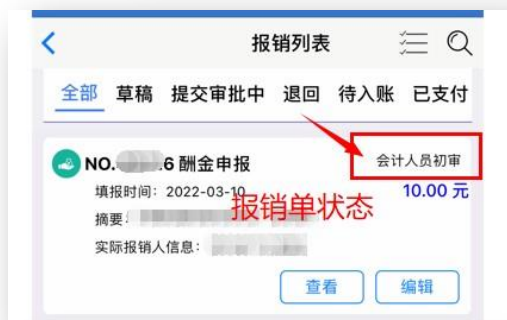 报销列表
全部 草稿 提交审批中 退回 待入账 已支付
NO. 6 酬金申报 会计人员初审
填报时间: 2022-03-10 10.00 元
报销单状态
摘要:
实际报销人信息:
查看 编辑